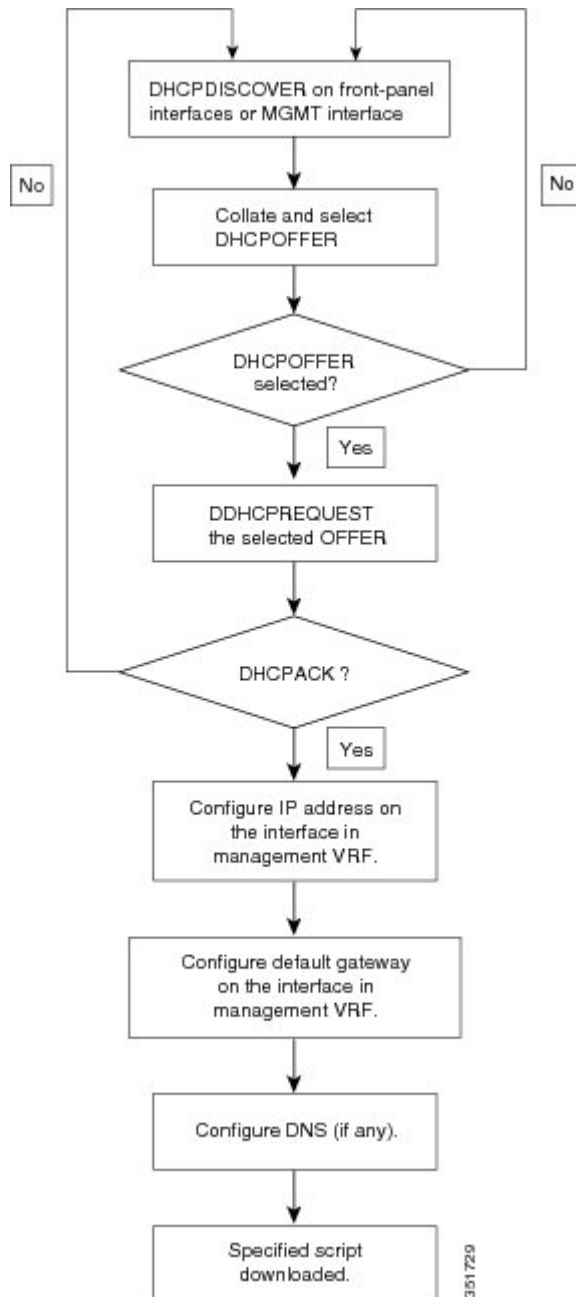 DHCPDISCOVER on front-panel
interfaces or MGMT interface
No
No
Collate and select
DHCPOFFER
DHCPOFFER
selected?
Yes
DDHCPREQUEST
the selected OFFER
DHCPACK ?
Yes
Configure IP address on
the interface in
management VRF.
Configure default gateway
on the interface in
management VRF.
Configure DNS (if any).
Specified script
downloaded.
351729